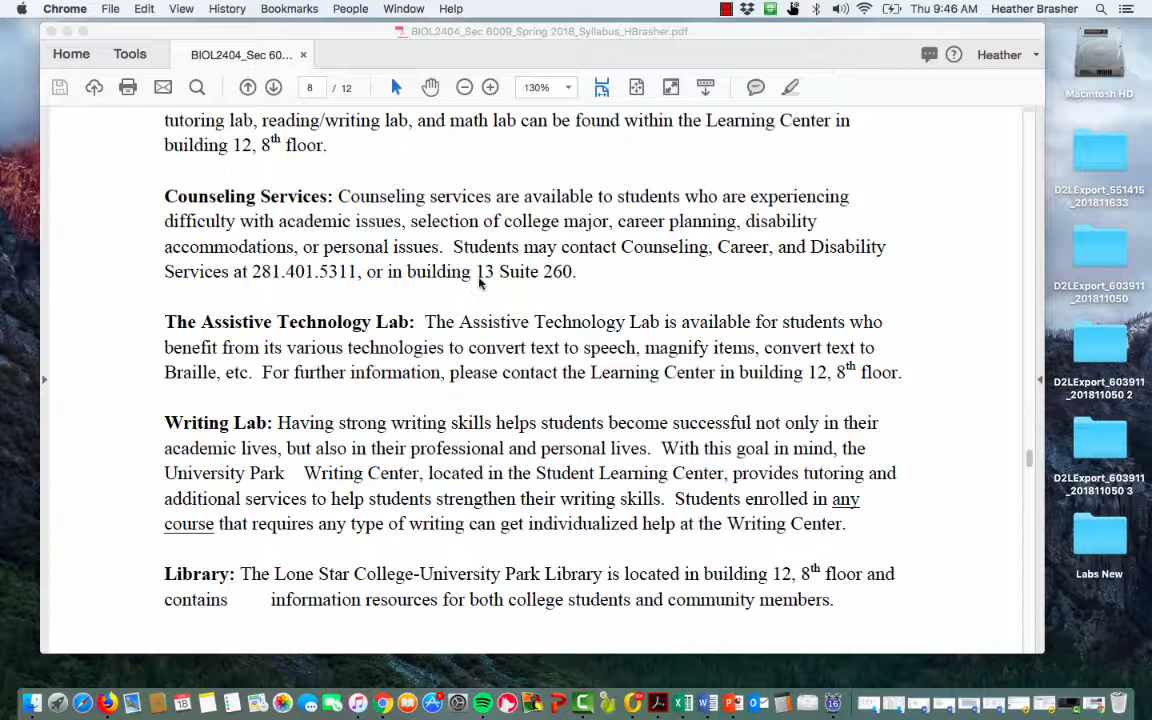 Chrome File Edit View History Bookmarks People Window Help Thu 9:46 AM Heather Brasher
BIOL2404_Sec 6009_Spring 2018_Syllabus_HBrasher.pdf
Home Tools BIOL2404_Sec 60... × Heather
8 / 12 130%
tutoring lab, reading/writing lab, and math lab can be found within the Learning Center in
building 12, 8th floor.
Counseling Services: Counseling services are available to students who are experiencing
difficulty with academic issues, selection of college major, career planning, disability
accommodations, or personal issues. Students may contact Counseling, Career, and Disability
Services at 281.401.5311, or in building 13 Suite 260.
The Assistive Technology Lab: The Assistive Technology Lab is available for students who
benefit from its various technologies to convert text to speech, magnify items, convert text to
Braille, etc. For further information, please contact the Learning Center in building 12, 8th floor.
Writing Lab: Having strong writing skills helps students become successful not only in their
academic lives, but also in their professional and personal lives. With this goal in mind, the
University Park Writing Center, located in the Student Learning Center, provides tutoring and
additional services to help students strengthen their writing skills. Students enrolled in any
course that requires any type of writing can get individualized help at the Writing Center.
Library: The Lone Star College-University Park Library is located in building 12, 8th floor and
contains information resources for both college students and community members.
Macintosh HD
D2LExport_551415
_201811633
D2LExport_603911
_201811050
D2LExport_603911
_201811050 2
D2LExport_603911
_201811050 3
Labs New
18
16